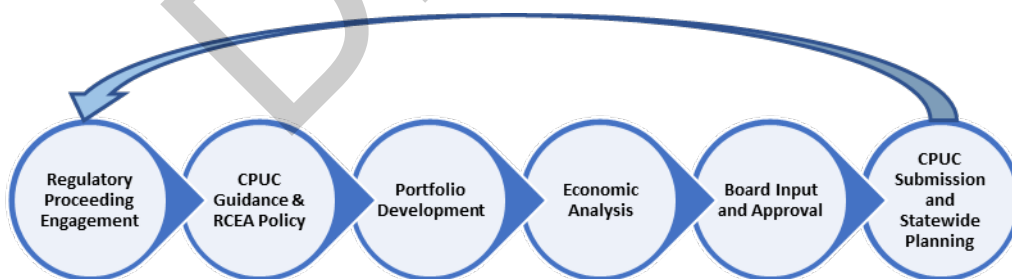 Regulatory
Proceeding
Engagement
CPUC
Guidance &
RCEA Policy
Portfolio
Development
Economic
Analysis
Board Input
and Approval
CPUC
Submission
and
Statewide
Planning